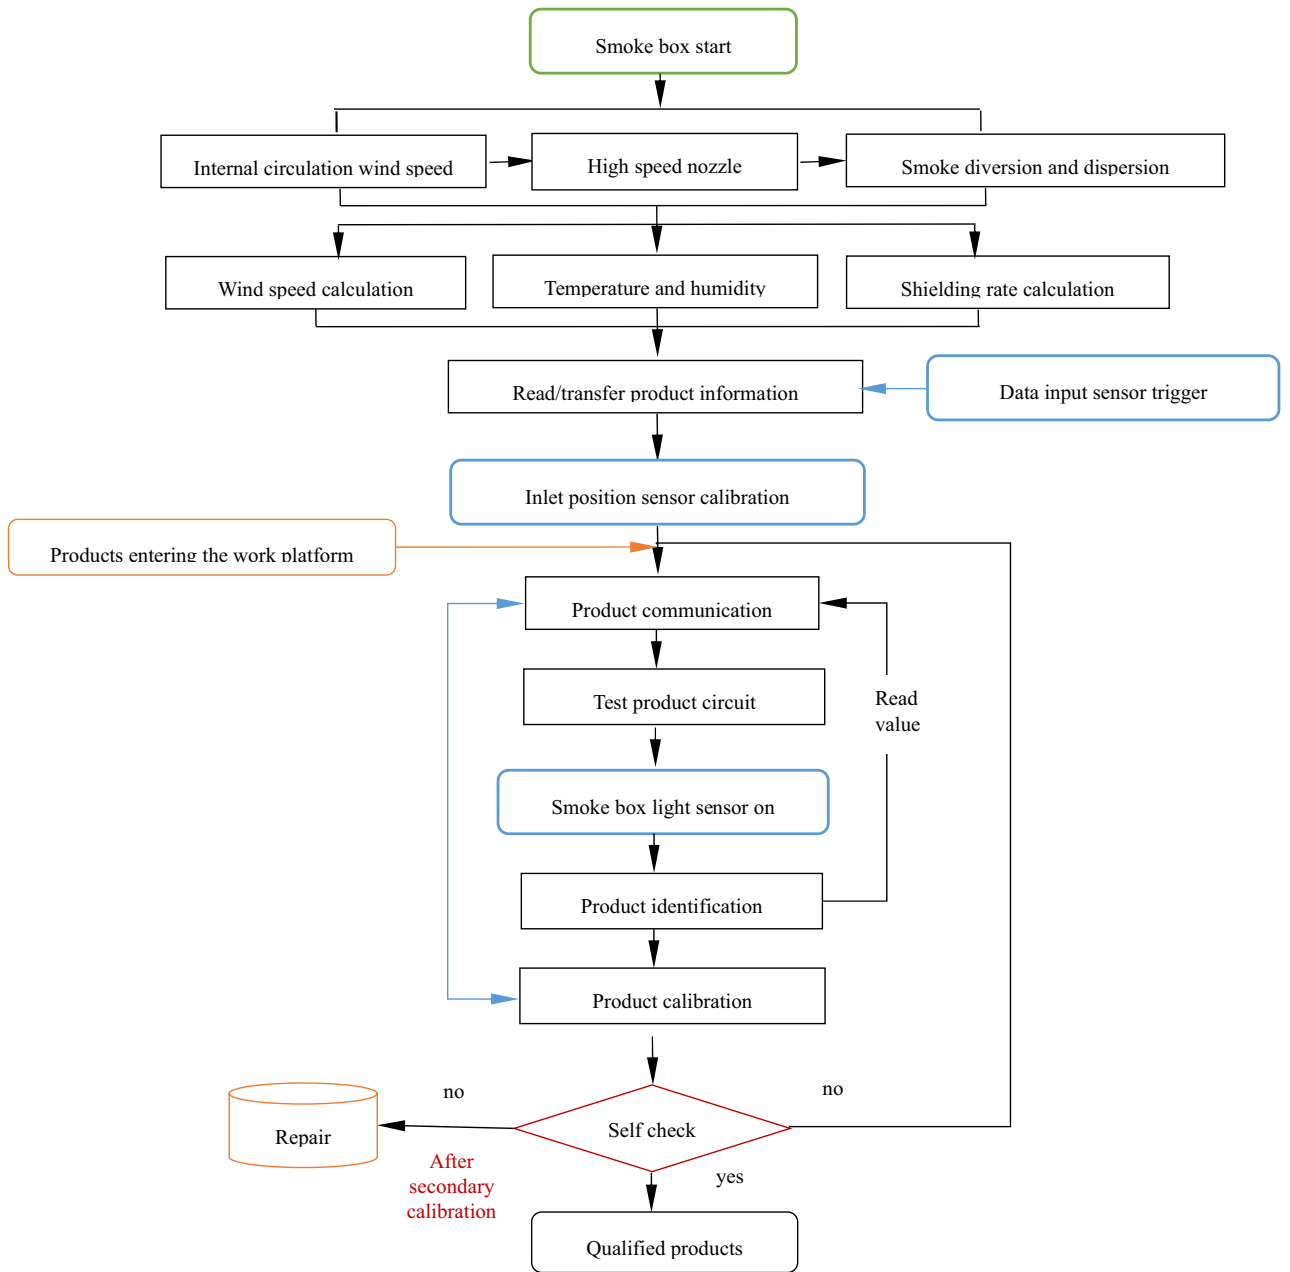 Smoke box start
Internal circulation wind speed
High speed nozzle
Smoke diversion and dispersion
Wind speed calculation
Temperature and humidity
Shielding rate calculation
Read/transfer product information
Data input sensor trigger
Inlet position sensor calibration
Products entering the work platform
Product communication
Test product circuit
Read
value
Smoke box light sensor on
Product identification
Product calibration
no
no
Self check
Repair
After
secondary
calibration
yes
Qualified products